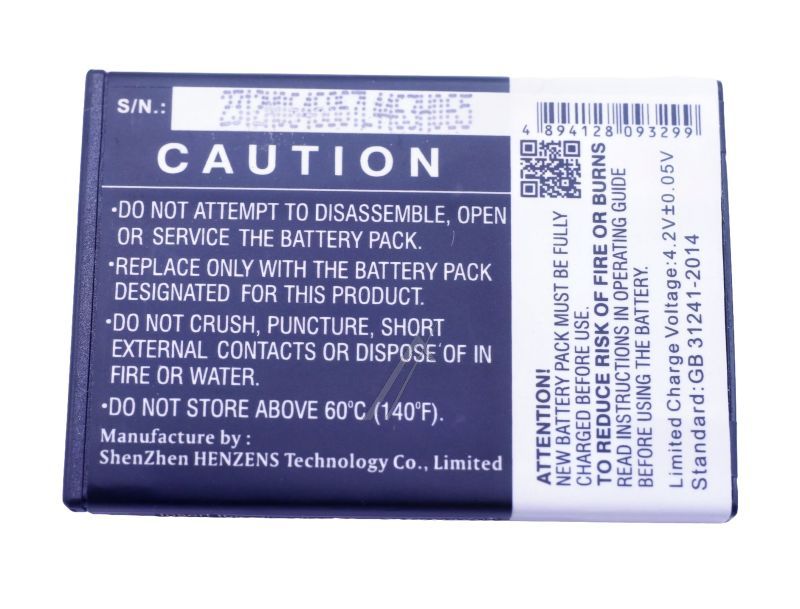 S/N.:
CAUTION
•DO NOT ATTEMPT TO DISASSEMBLE, OPEN
OR SERVICE THE BATTERY PACK.
•REPLACE ONLY WITH THE BATTERY PACK
DESIGNATED FOR THIS PRODUCT.
•DO NOT CRUSH, PUNCTURE, SHORT
EXTERNAL CONTACTS OR DISPOSE OF IN
FIRE OR WATER.
•DO NOT STORE ABOVE 60°C (140°F).
Manufacture by :
ShenZhen HENZENS Technology Co., Limited
4 894128 093299
ATTENTION!
NEW BATTERY PACK MUST BE FULLY
CHARGED BEFORE USE.
TO REDUCE RISK OF FIRE OR BURNS
READ INSTRUCTIONS IN OPERATING GUIDE
BEFORE USING THE BATTERY.
Limited Charge Voltage:4.2V±0.05V
Standard:GB 31241-2014